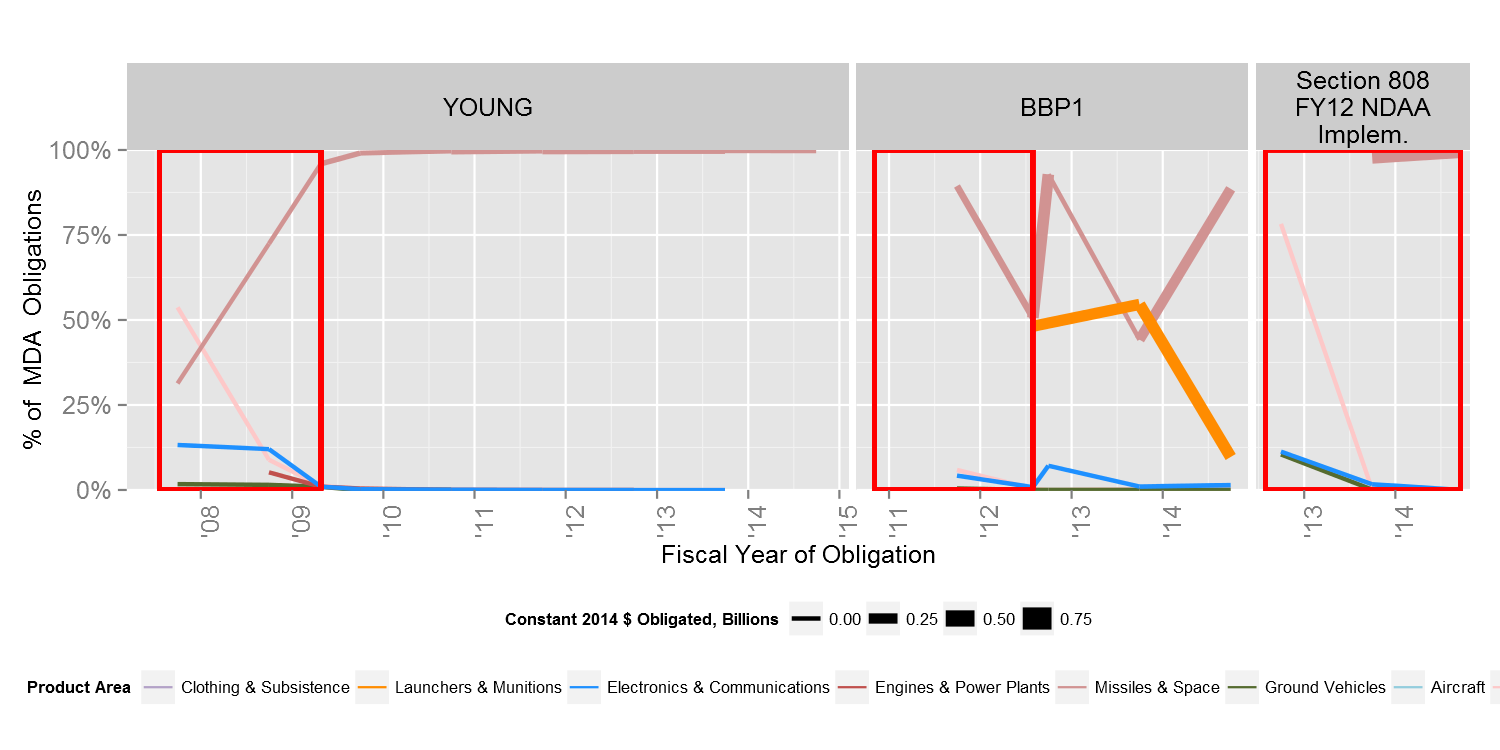 YOUNG
BBP1
Section 808
FY12 NDAA
Implem.
100%
75%
50%
25%
0%
% of  MDA  Obligations
'08
'09
'10
'11
'12
'13
'14
'15
'11
'12
'13
'14
'13
'14
Fiscal Year of Obligation
Constant 2014 $ Obligated, Billions 0.00 0.25 0.50 0.75
Product Area Clothing & Subsistence Launchers & Munitions Electronics & Communications Engines & Power Plants Missiles & Space Ground Vehicles Aircraft